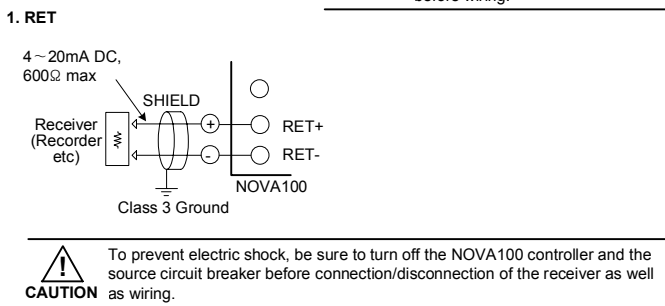 before wiring.
1. RET
4～20mA DC,
600Ω max
SHIELD
Receiver
(Recorder
etc)
+
RET+
-
RET-
NOVA100
Class 3 Ground
!
CAUTION
To prevent electric shock, be sure to turn off the NOVA100 controller and the
source circuit breaker before connection/disconnection of the receiver as well
as wiring.